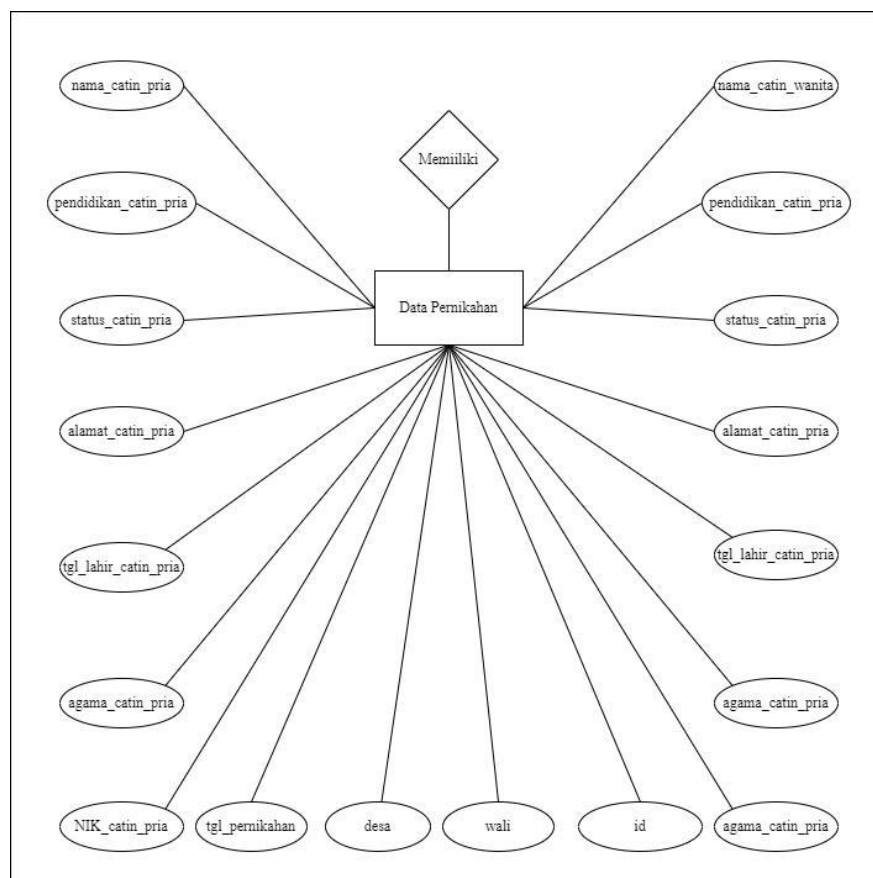 nama_catin_pria
nama_catin_wanita
Memiiliki
pendidikan_catin_pria
pendidikan_catin_pria
Data Pernikahan
status_catin_pria
status_catin_pria
alamat_catin_pria
alamat_catin_pria
tgl_lahir_catin_pria
tgl_lahir_catin_pria
agama_catin_pria
agama_catin_pria
NIK_catin_pria
tgl_pernikahan
desa
wali
id
agama_catin_pria